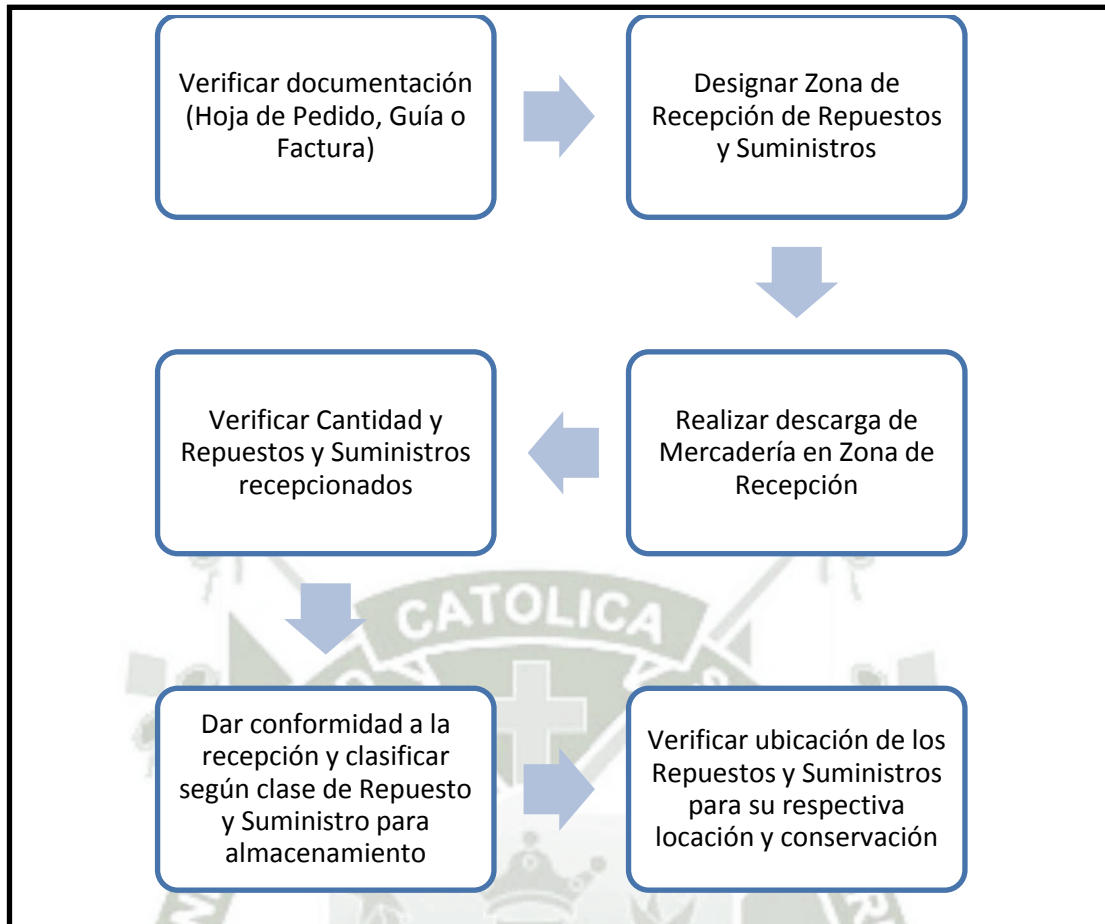 Verificar documentación
(Hoja de Pedido, Guía o
Factura)
Designar Zona de
Recepción de Repuestos
y Suministros
Realizar descarga de
Mercadería en Zona de
Recepción
Verificar Cantidad y
Repuestos y Suministros
recepcionados
Dar conformidad a la
recepción y clasificar
según clase de Repuesto
y Suministro para
almacenamiento
Verificar ubicación de los
Repuestos y Suministros
para su respectiva
locación y conservación
CATOLICA